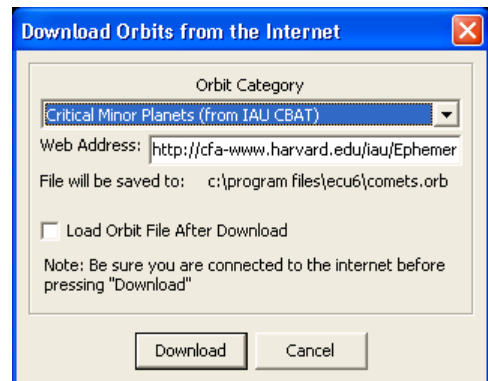 Download Orbits from the Internet
Orbit Category
Critical Minor Planets (from IAU CBAT)
Web Address: http://cfa-www.harvard.edu/iau/Ephemer
File will be saved to: c:\program files\ecu6\comets.orb
Load Orbit File After Download
Note: Be sure you are connected to the internet before
pressing "Download"
Download Cancel